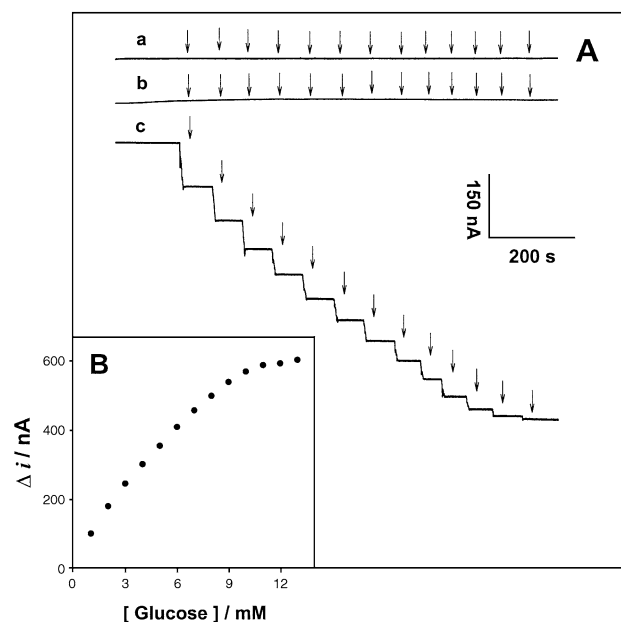 a
A
b
c
150 nA
200 s
B
600
400
200
0
Δ i / nA
0 3 6 9 12
[ Glucose ] / mM